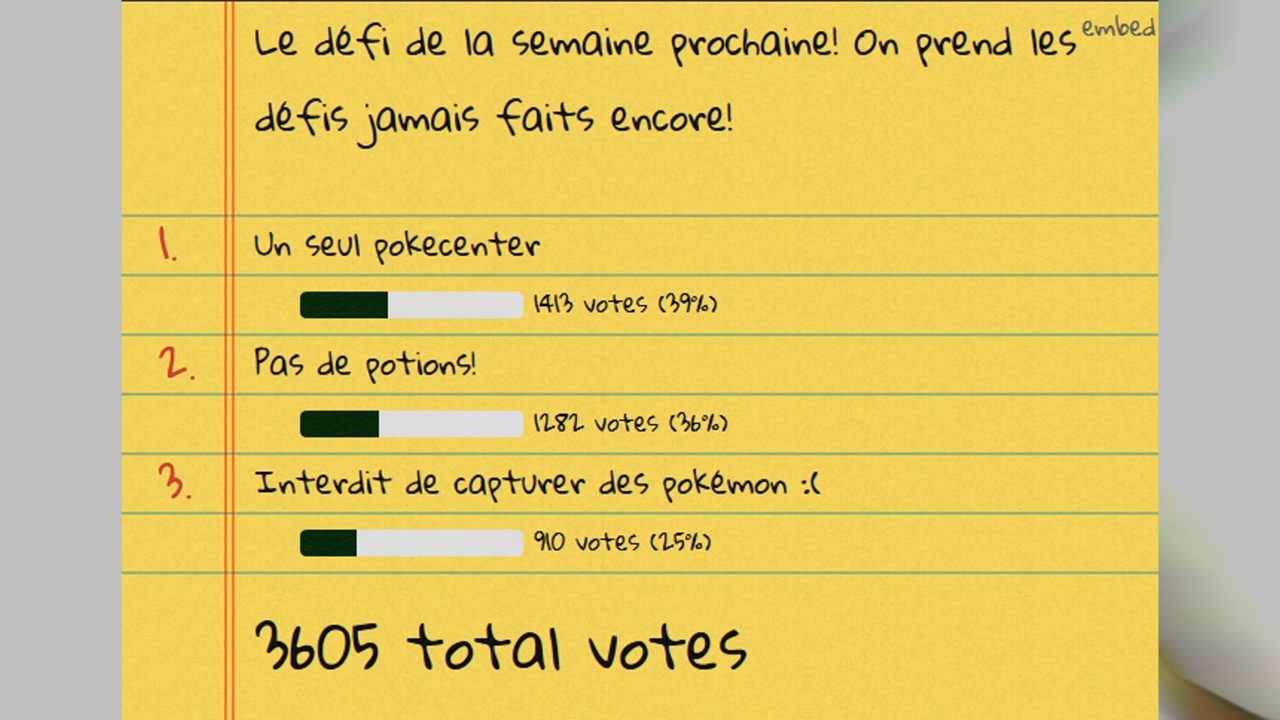 Le défi de la semaine prochaine! On prend les
embed
défis jamais faits encore!
1. Un seul pokecenter
1413 votes (39%)
2. Pas de potions!
1282 votes (36%)
3. Interdit de capturer des pokémon :(
910 votes (25%)
3605 total votes